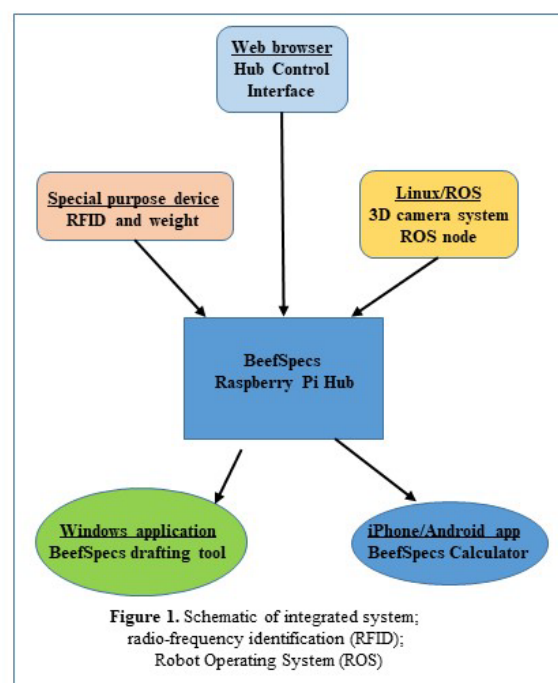 Web browser
Hub Control
Interface
Special purpose device
RFID and weight
Linux/ROS
3D camera system
ROS node
BeefSpecs
Raspberry Pi Hub
Windows application
BeefSpecs drafting tool
iPhone/Android app
BeefSpecs Calculator
Figure 1. Schematic of integrated system;
radio-frequency identification (RFID);
Robot Operating System (ROS)